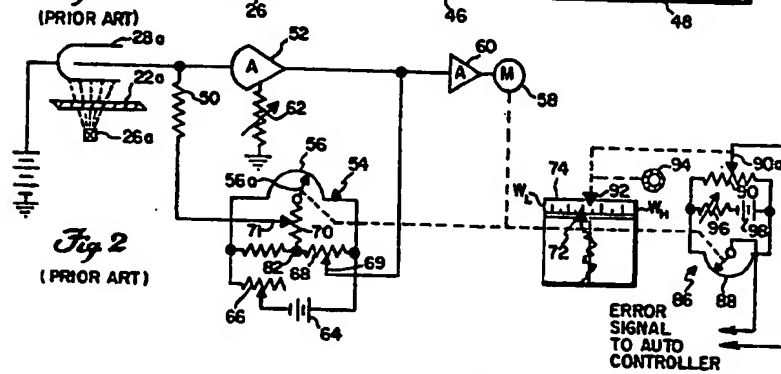 (PRIOR ART)
26
46
48
28a
22a
26a
50
A
52
62
A
60
M
58
56
56a
54
71
70
82
68
69
66
64
Fig 2
(PRIOR ART)
74
92
94
W_L
W_H
72
90a
90
96
98
86
88
ERROR
SIGNAL
TO AUTO
CONTROLLER